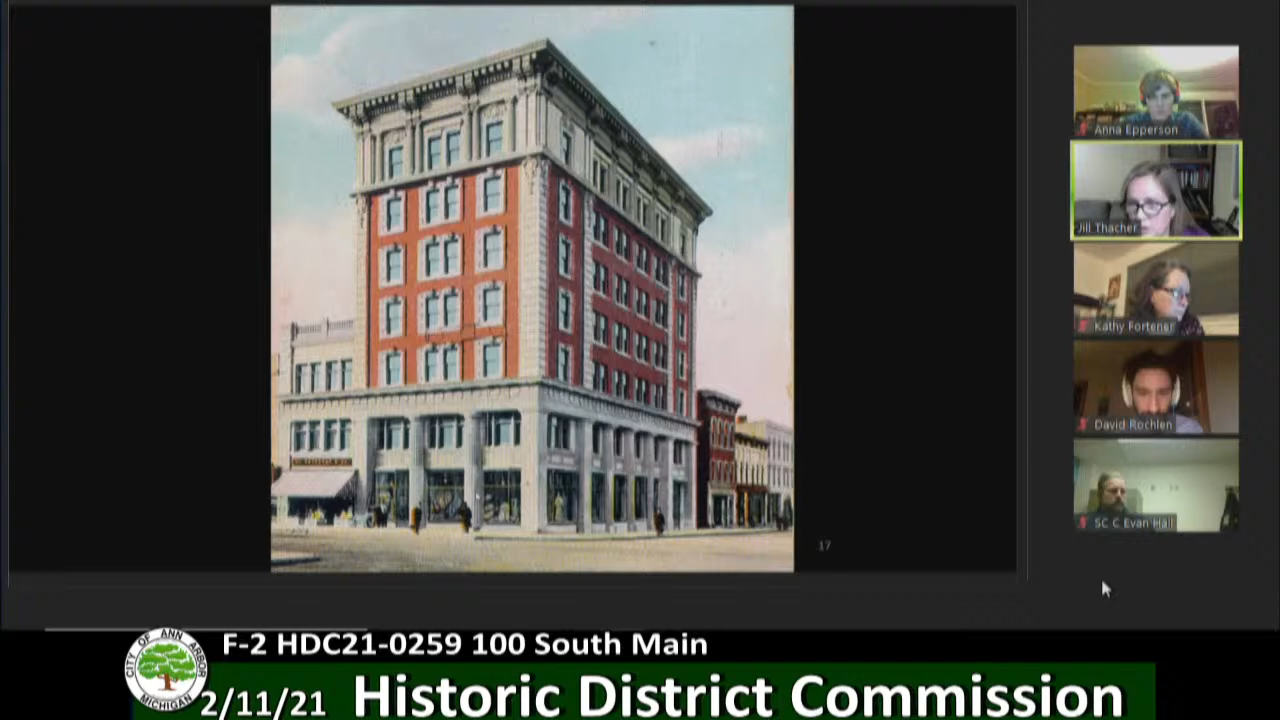 Anna Epperson
Jill Thacher
Kathy Fortener
David Rochlen
SC C Evan Hall
17
F-2 HDC21-0259 100 South Main
CITY OF ANN ARBOR
MICHIGAN
2/11/21 Historic District Commission